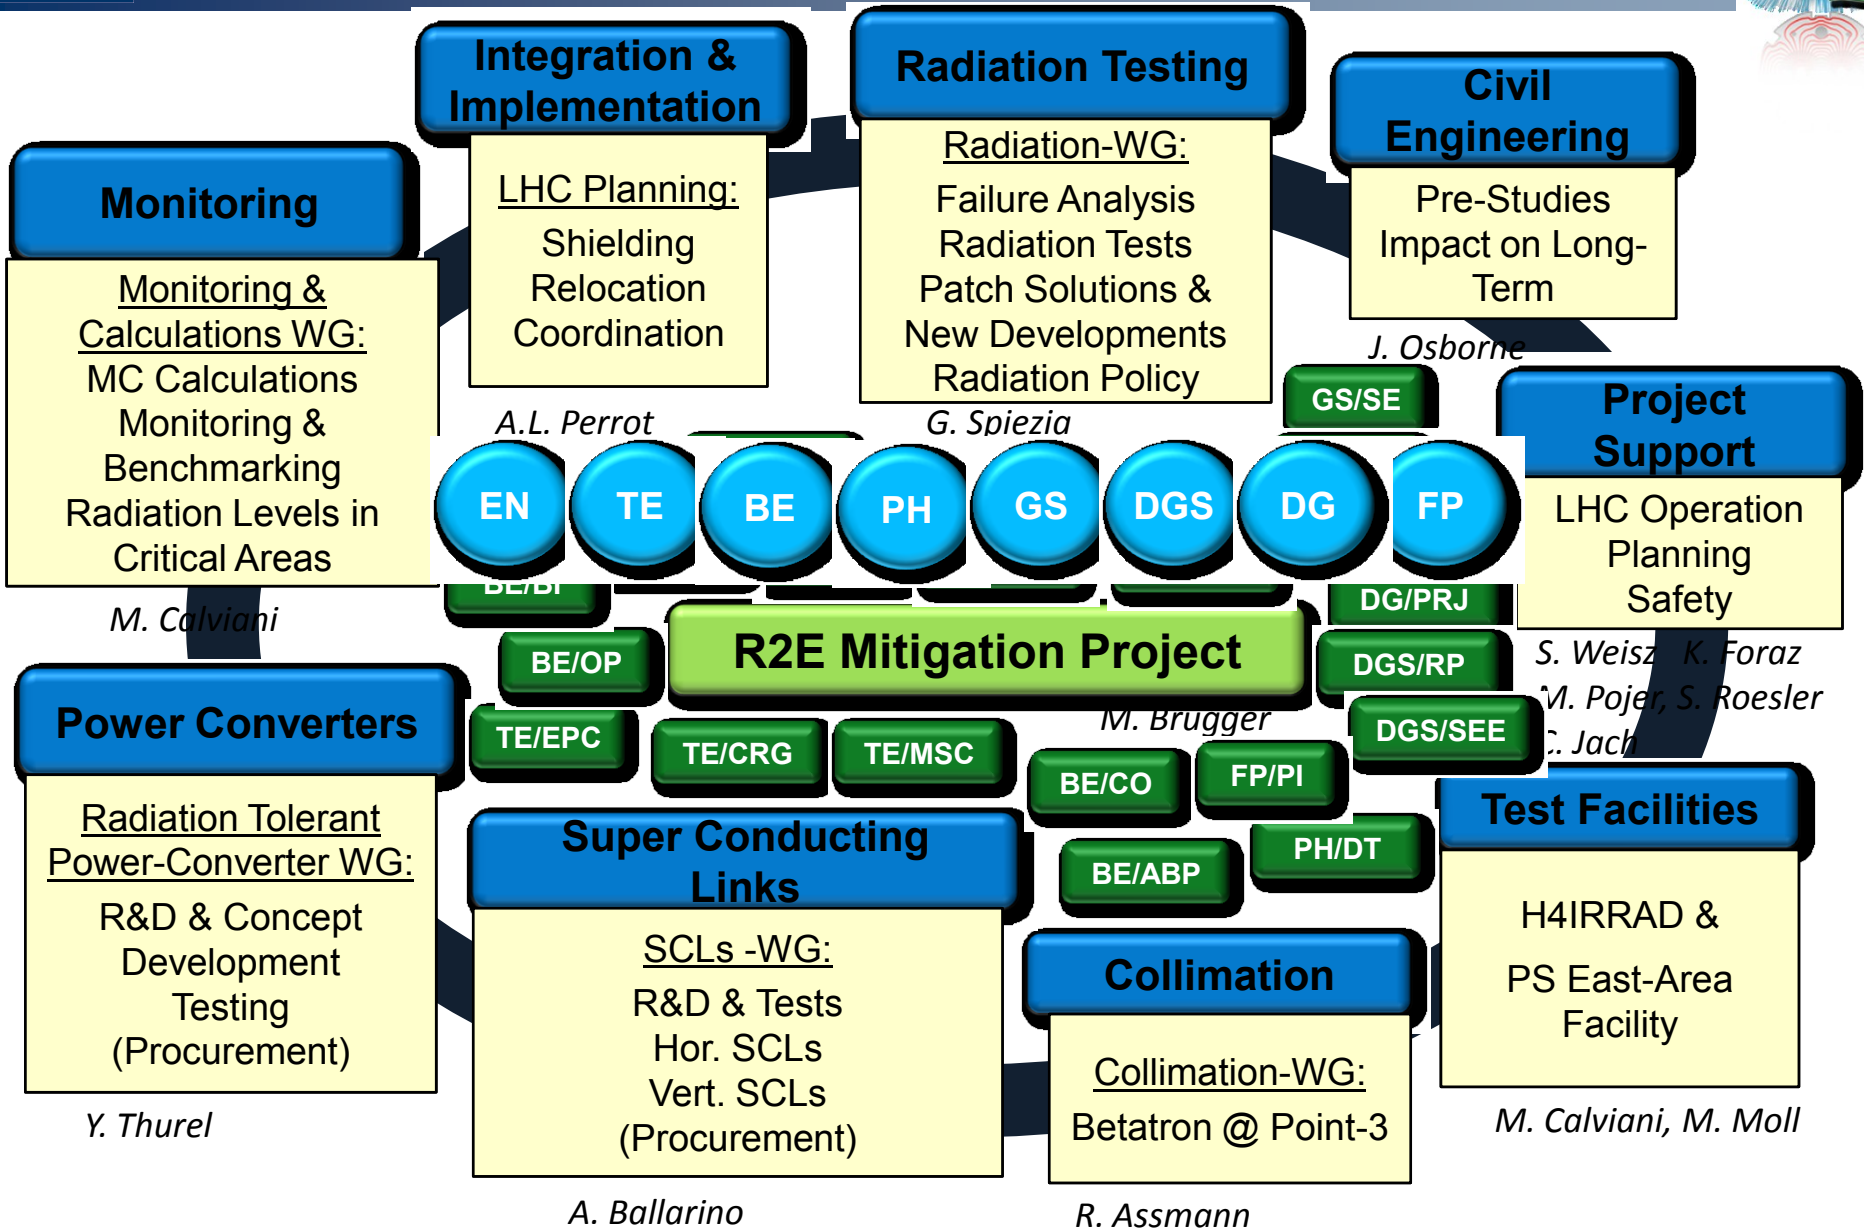 Integration &
Implementation
LHC Planning:
Shielding
Relocation
Coordination
A.L. Perrot
Radiation Testing
Radiation-WG:
Failure Analysis
Radiation Tests
Patch Solutions &
New Developments
Radiation Policy
G. Spiezia
Civil
Engineering
Pre-Studies
Impact on Long-
Term
J. Osborne
Monitoring
Monitoring &
Calculations WG:
MC Calculations
Monitoring &
Benchmarking
Radiation Levels in
Critical Areas
M. Calviani
GS/SE
Project
Support
LHC Operation
Planning
Safety
S. Weisz K. Foraz
M. Pojer, S. Roesler
C. Jach
EN
TE
BE
PH
GS
DGS
DG
FP
BE/BI
DG/PRJ
BE/OP
R2E Mitigation Project
DGS/RP
M. Brugger
TE/EPC
TE/CRG
TE/MSC
DGS/SEE
BE/CO
FP/PI
BE/ABP
PH/DT
Power Converters
Radiation Tolerant
Power-Converter WG:
R&D & Concept
Development
Testing
(Procurement)
Y. Thurel
Super Conducting
Links
SCLs -WG:
R&D & Tests
Hor. SCLs
Vert. SCLs
(Procurement)
A. Ballarino
Collimation
Collimation-WG:
Betatron @ Point-3
R. Assmann
Test Facilities
H4IRRAD &
PS East-Area
Facility
M. Calviani, M. Moll